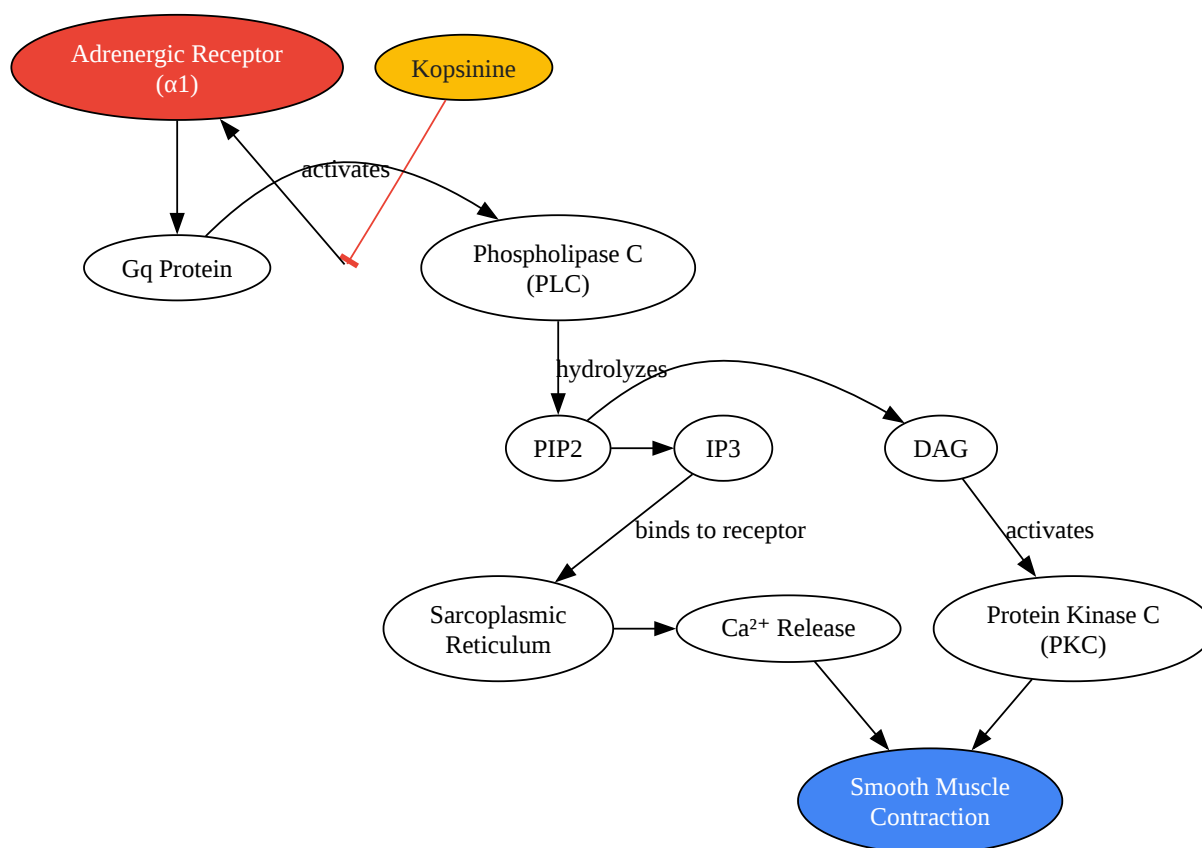 Adrenergic Receptor
(α1)
Kopsinine
activates
Gq Protein
Phospholipase C
(PLC)
hydrolyzes
PIP2
IP3
DAG
binds to receptor
activates
Sarcoplasmic
Reticulum
Ca²⁺ Release
Protein Kinase C
(PKC)
Smooth Muscle
Contraction